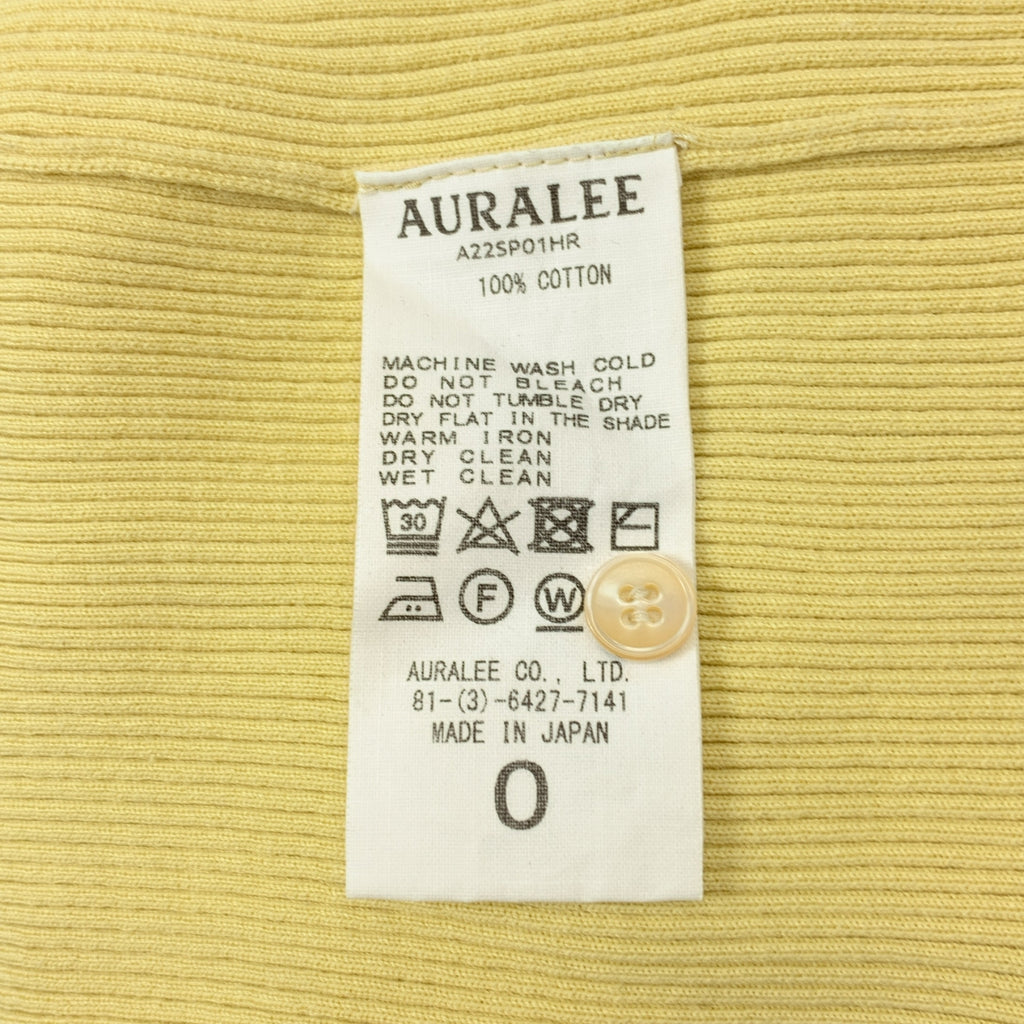 AURALEE
A22SP01HR
100% COTTON
MACHINE WASH COLD
DO NOT BLEACH
DO NOT TUMBLE DRY
DRY FLAT IN THE SHADE
WARM IRON
DRY CLEAN
WET CLEAN
30
F W
AURALEE CO., LTD.
81-(3)-6427-7141
MADE IN JAPAN
0